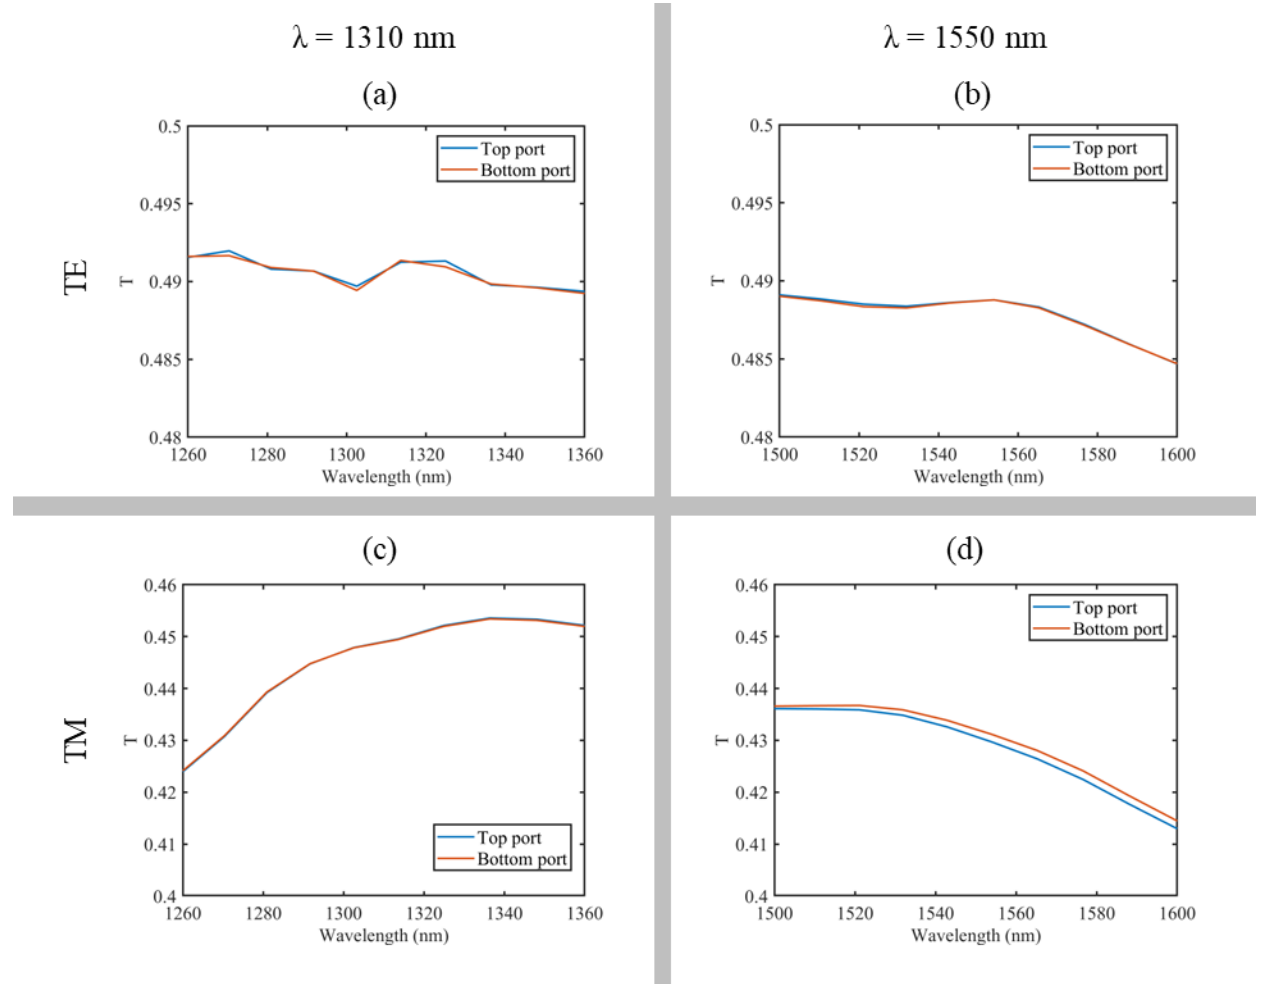 λ = 1310 nm
λ = 1550 nm
TE
(a)
0.5
0.495
0.49
0.485
0.48
T
Top port
Bottom port
1260 1280 1300 1320 1340 1360
Wavelength (nm)
(b)
0.5
0.495
0.49
0.485
0.48
T
Top port
Bottom port
1500 1520 1540 1560 1580 1600
Wavelength (nm)
TM
(c)
0.46
0.45
0.44
0.43
0.42
0.41
0.4
T
Top port
Bottom port
1260 1280 1300 1320 1340 1360
Wavelength (nm)
(d)
0.46
0.45
0.44
0.43
0.42
0.41
0.4
T
Top port
Bottom port
1500 1520 1540 1560 1580 1600
Wavelength (nm)